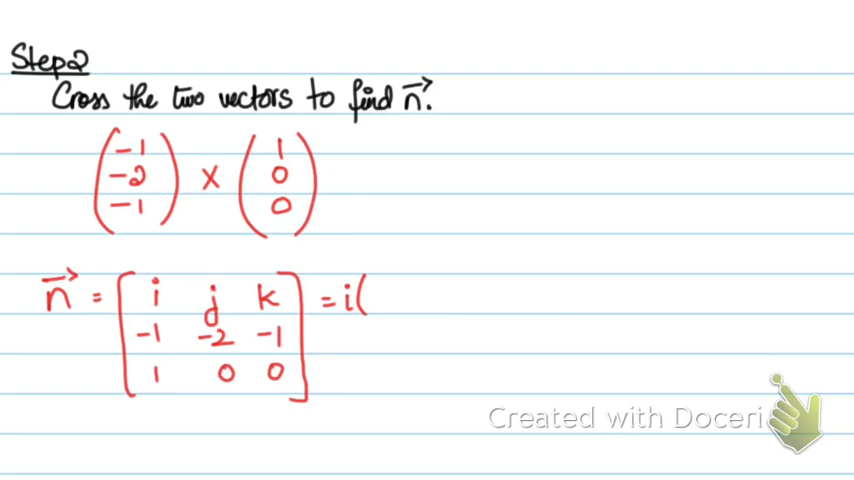 Step2
Cross the two vectors to find n⃗.
(-1 -2 -1) × (1 0 0)
n⃗ = [i j k
-1 -2 -1
1 0 0] = i(
Created with Doceri